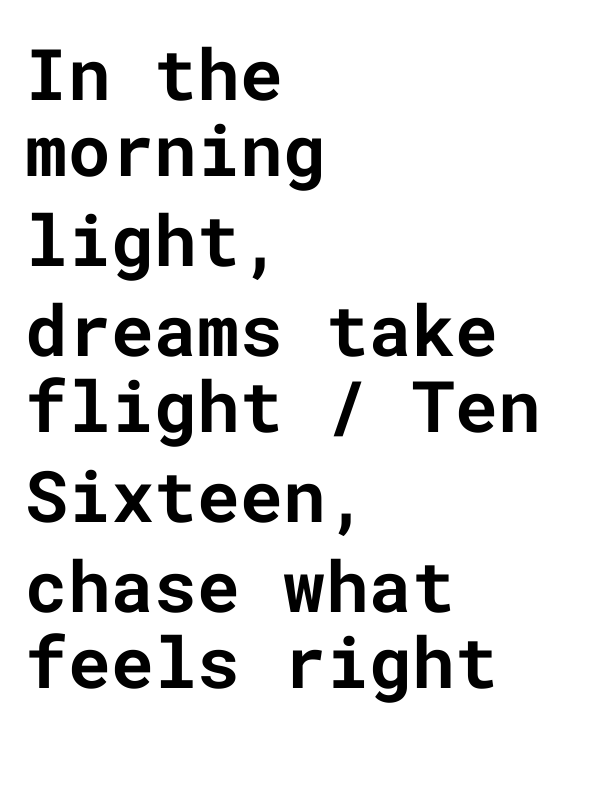 In the
morning
light,
dreams take
flight / Ten
Sixteen,
chase what
feels right